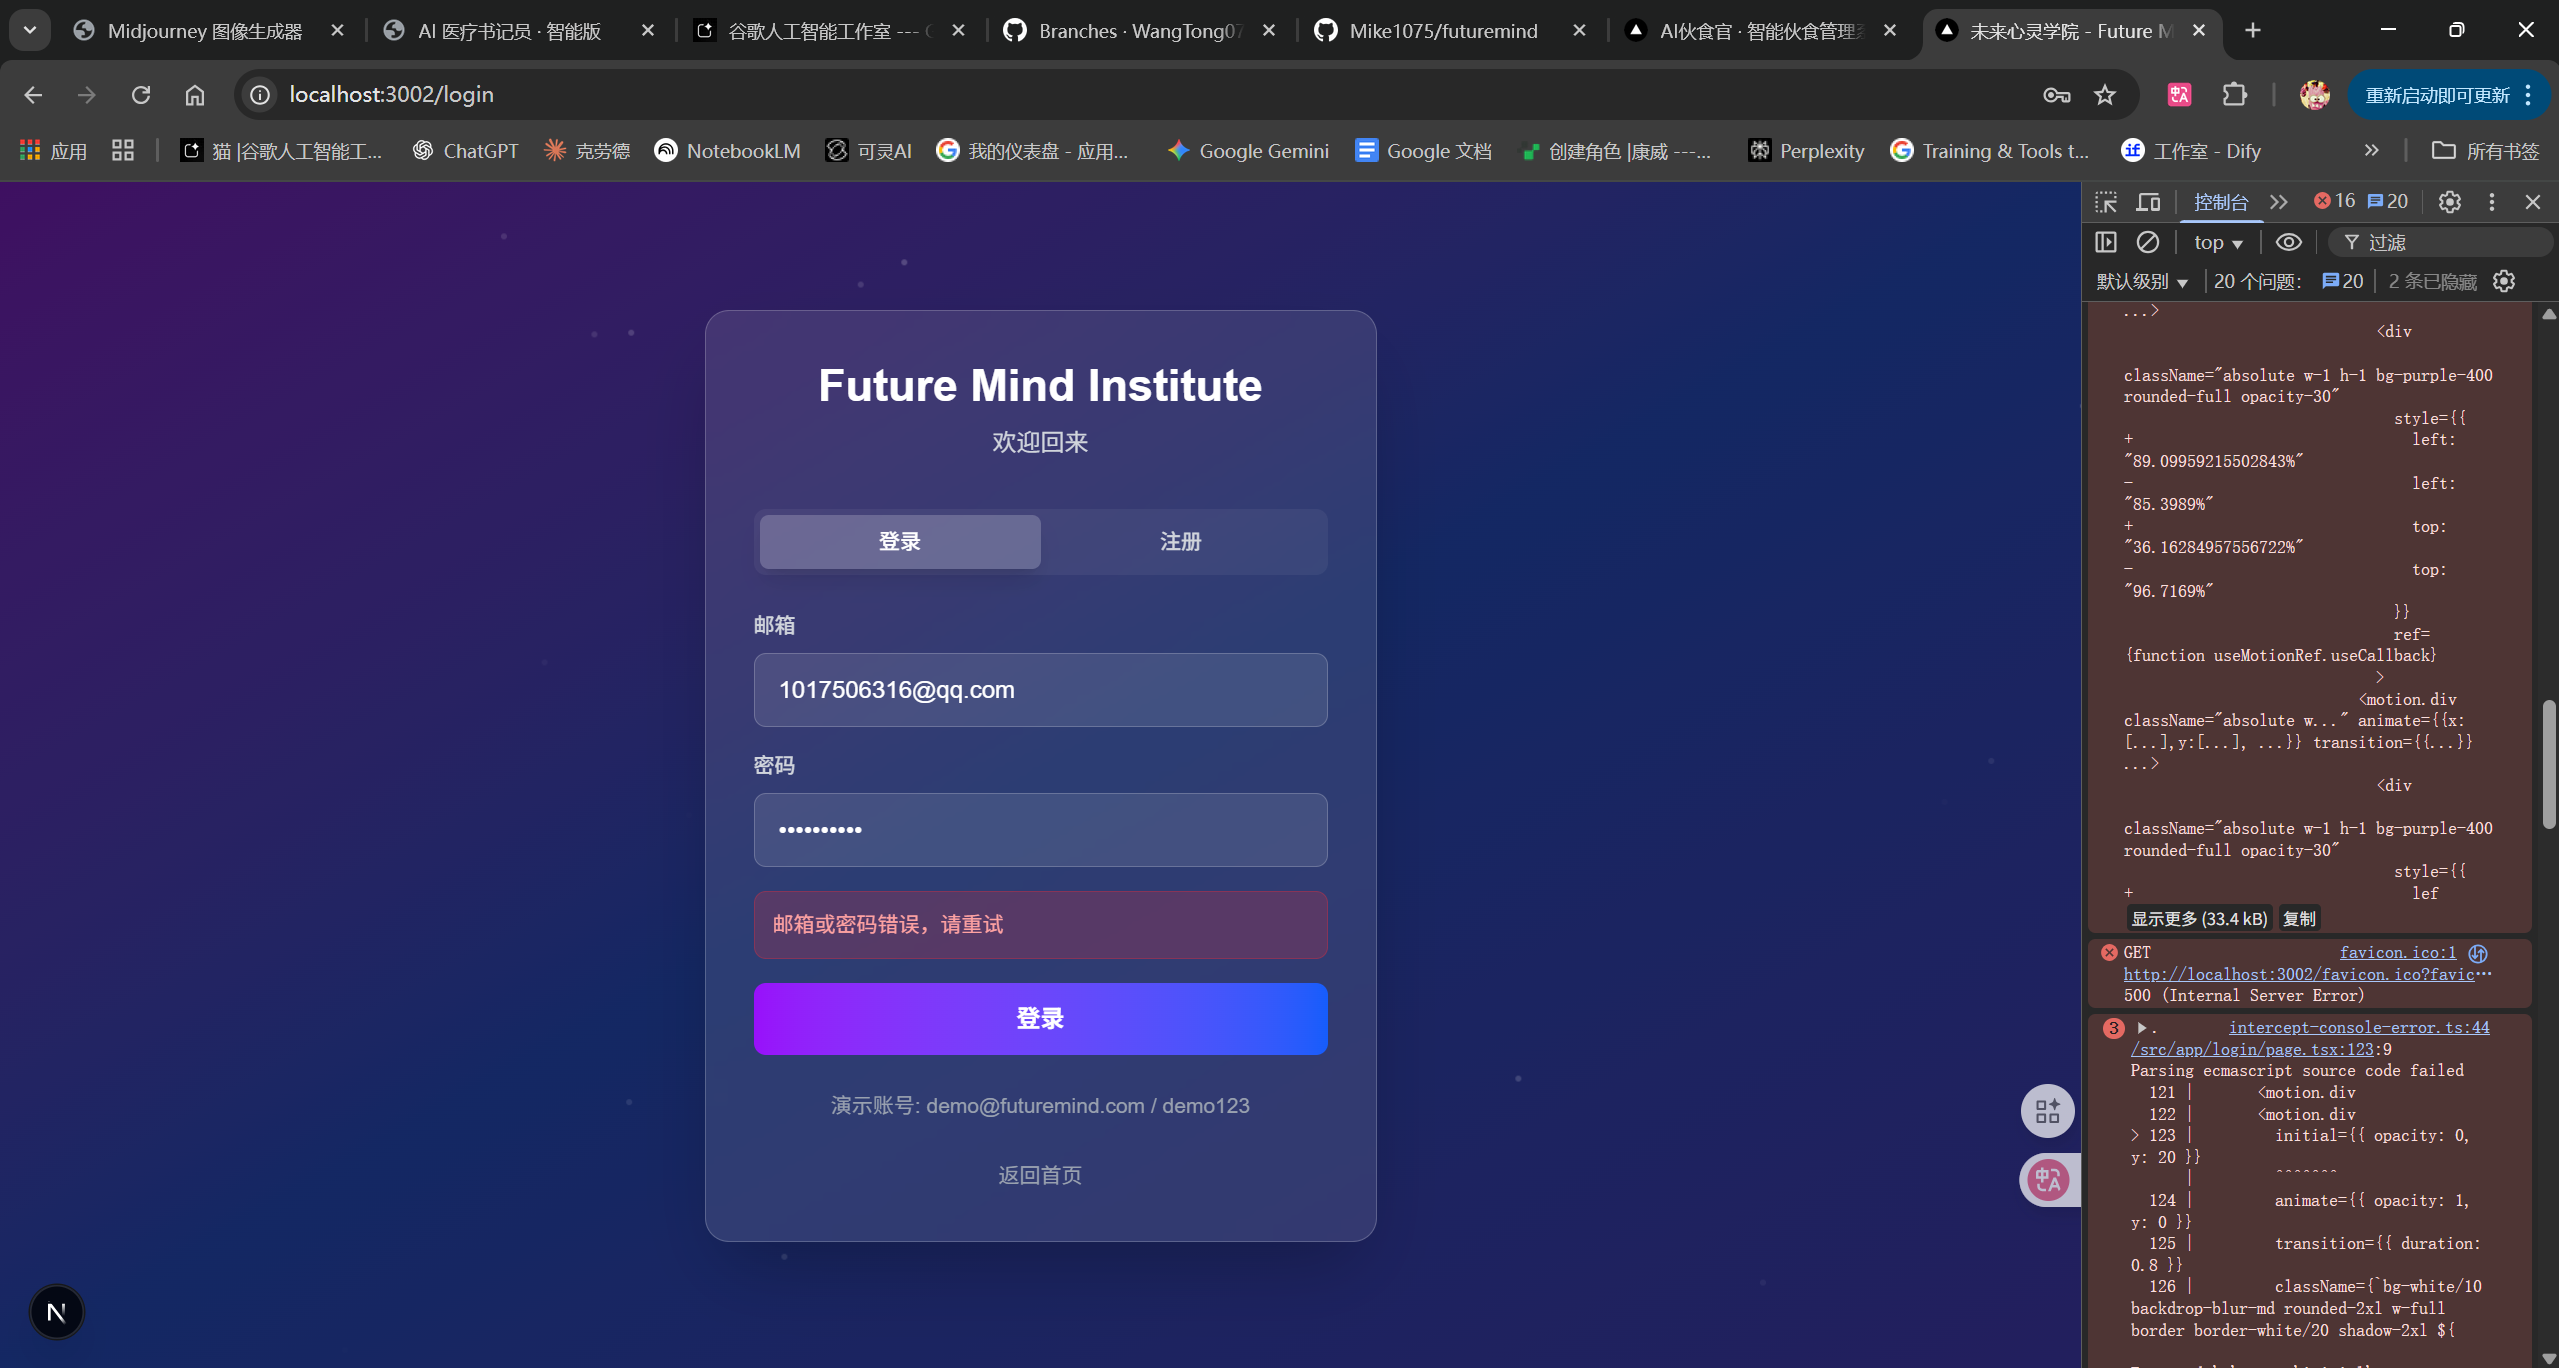 Midjourney 图像生成器
AI 医疗书记员 · 智能版
谷歌人工智能工作室 --- (
Branches · WangTong07
Mike1075/futuremind
AI伙食官 · 智能伙食管理系
未来心灵学院 - Future M
localhost:3002/login
重新启动即可更新
应用
猫 |谷歌人工智能工...
ChatGPT
克劳德
NotebookLM
可灵AI
我的仪表盘 - 应用...
Google Gemini
Google 文档
创建角色 |康威 ---...
Perplexity
Training & Tools t...
工作室 - Dify
所有书签
Future Mind Institute
欢迎回来
登录
注册
邮箱
1017506316@qq.com
密码
••••••••••
邮箱或密码错误，请重试
登录
演示账号: demo@futuremind.com / demo123
返回首页
N
控制台
16
20
top
过滤
默认级别
20 个问题:
20
2 条已隐藏
...>
<div
className="absolute w-1 h-1 bg-purple-400
rounded-full opacity-30"
style={{
+ left:
"89.09959215502843%"
- left:
"85.3989%"
+ top:
"36.16284957556722%"
- top:
"96.7169%"
}}
ref=
{function useMotionRef.useCallback}
>
<motion.div
className="absolute w..." animate={{x:
[...],y:[...], ...}} transition={{...}}
...>
<div
className="absolute w-1 h-1 bg-purple-400
rounded-full opacity-30"
style={{
+ lef
显示更多 (33.4 kB) 复制
GET favicon.ico:1
http://localhost:3002/favicon.ico?favic…
500 (Internal Server Error)
3 ▶. intercept-console-error.ts:44
/src/app/login/page.tsx:123:9
Parsing ecmascript source code failed
121 | <motion.div
122 | <motion.div
> 123 | initial={{ opacity: 0,
y: 20 }}
| ^^^^^^^
124 | animate={{ opacity: 1,
y: 0 }}
125 | transition={{ duration:
0.8 }}
126 | className={`bg-white/10
backdrop-blur-md rounded-2xl w-full
border border-white/20 shadow-2xl ${